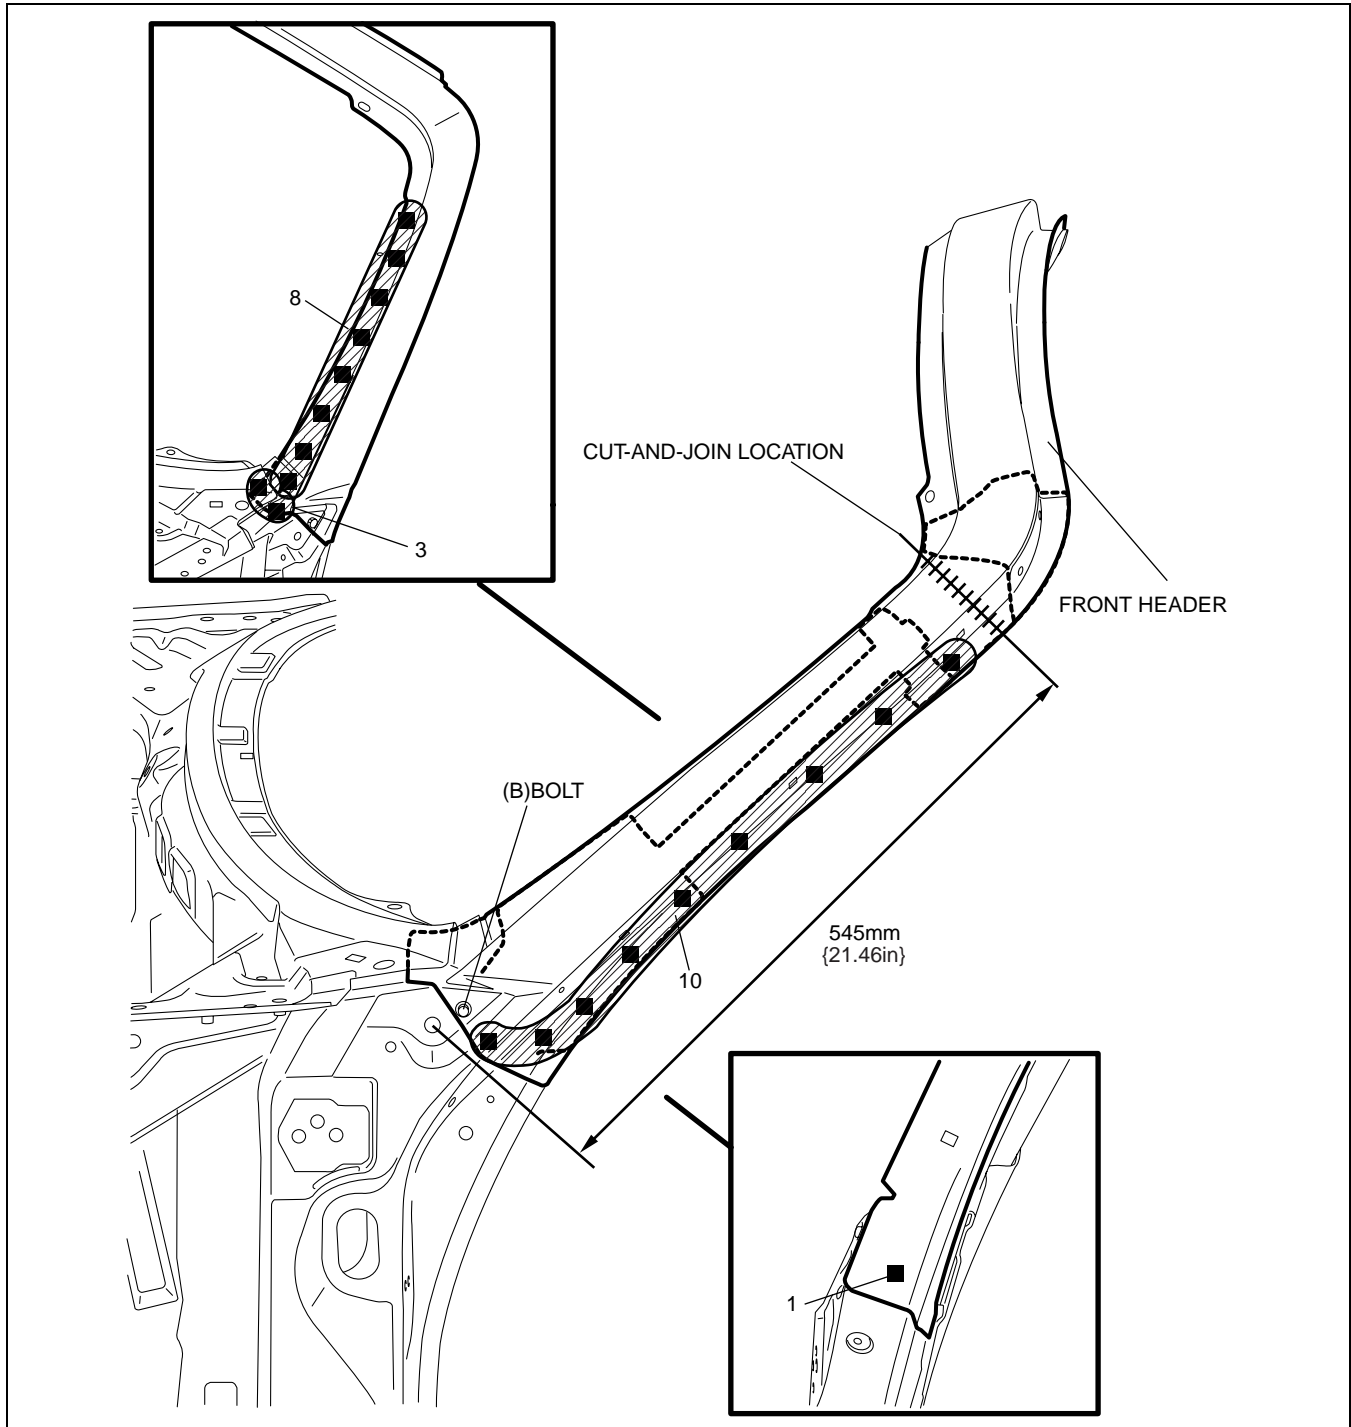 8
3
CUT-AND-JOIN LOCATION
FRONT HEADER
(B)BOLT
545mm
{21.46in}
10
1